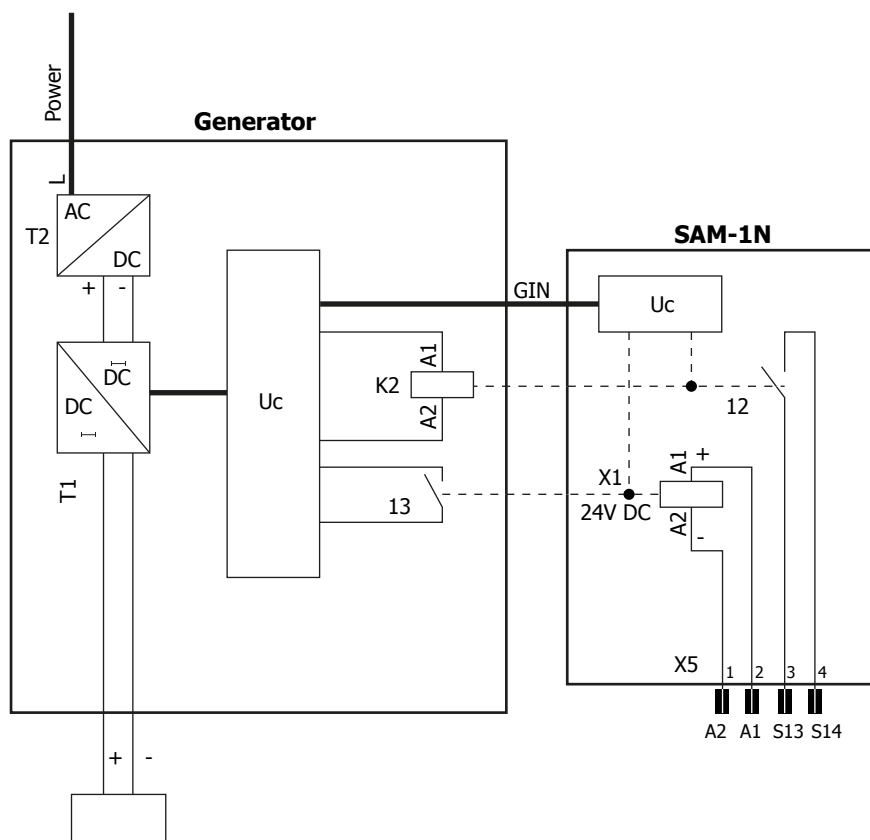 Power
Generator
L
AC
T2
DC
SAM-1N
+ -
GIN
Uc
DC
DC
Uc
A1
K2
A2
12
T1
13
X1
24V DC
A1 +
A2 -
X5
1 2 3 4
A2 A1 S13 S14
+ -